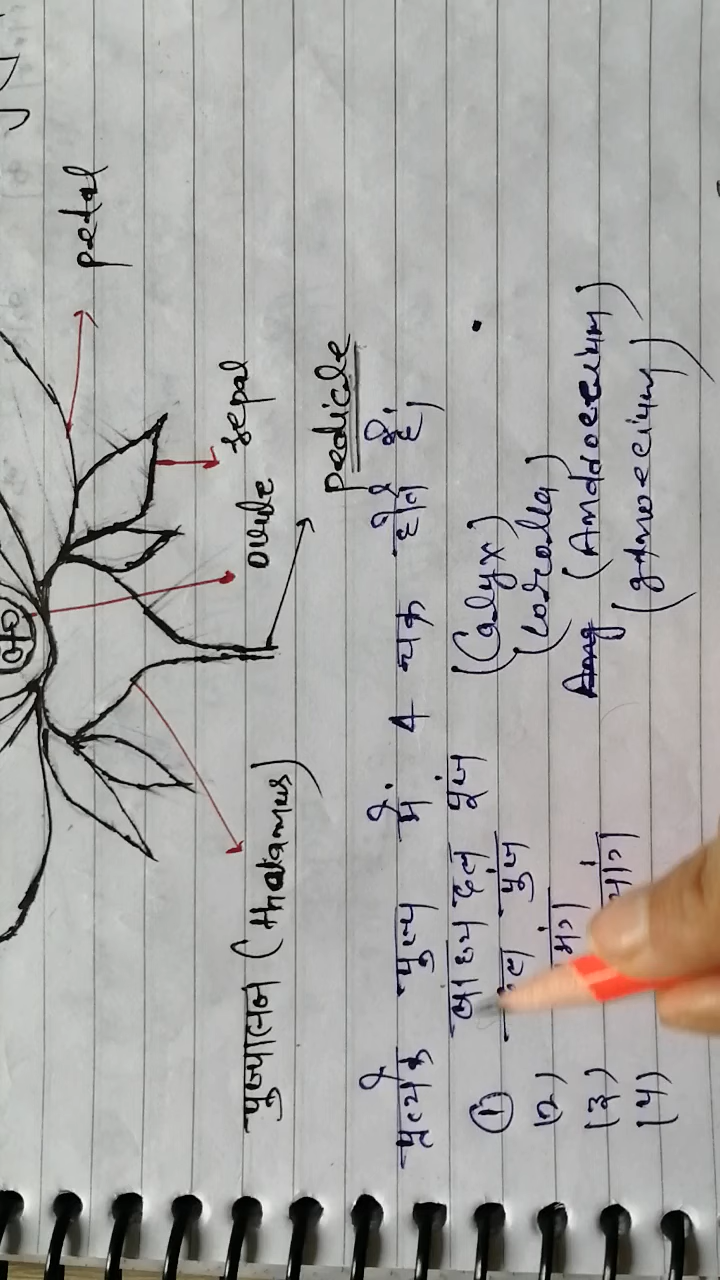 petal
sepal
ovule
pedicle
पुष्पासन (thalamus)
प्रत्येक पुष्प में 4 चक्र होते हैं।
① बाह्य दल पुंज (Calyx)
(2) दल पुंज (corolla)
(3) (Androecium)
(4) (gynoecium)